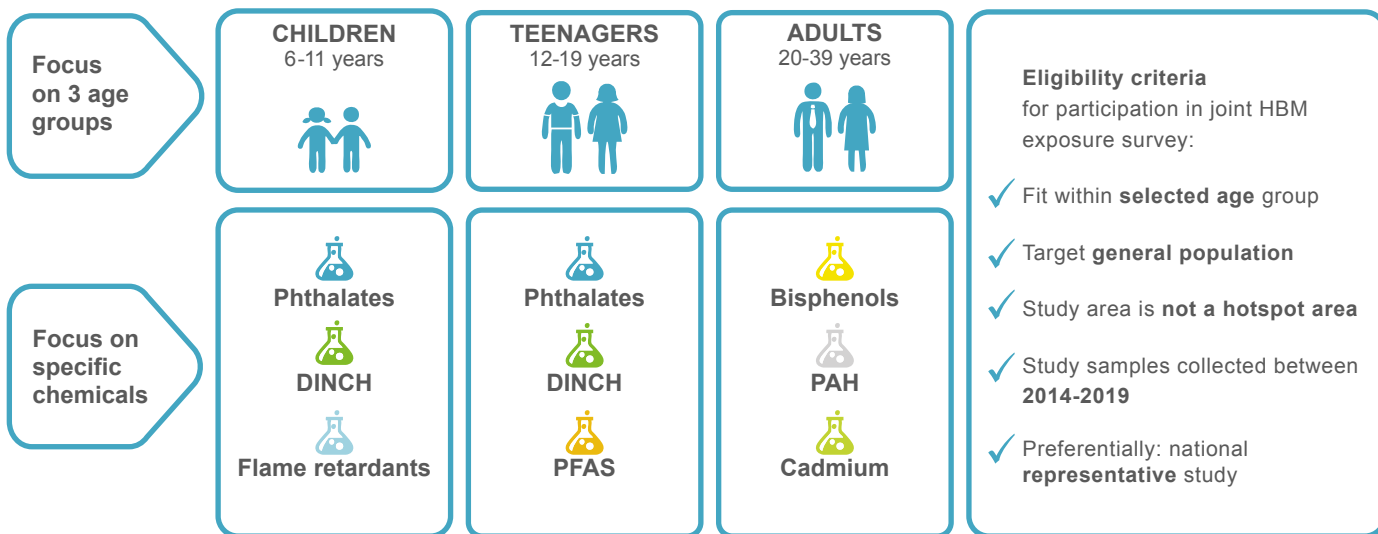 Focus
on 3 age
groups
CHILDREN
6-11 years
TEENAGERS
12-19 years
ADULTS
20-39 years
Focus on
specific
chemicals
Phthalates
DINCH
Flame retardants
Phthalates
DINCH
PFAS
Bisphenols
PAH
Cadmium
Eligibility criteria
for participation in joint HBM
exposure survey:
Fit within selected age group
Target general population
Study area is not a hotspot area
Study samples collected between
2014-2019
Preferentially: national
representative study